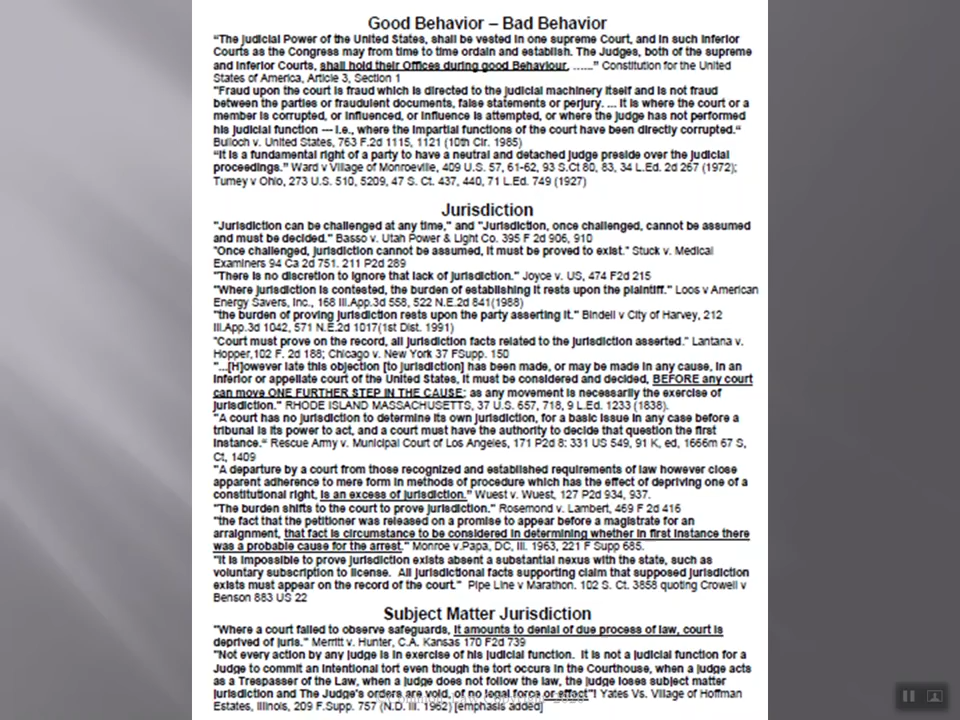 Good Behavior – Bad Behavior
“The judicial Power of the United States, shall be vested in one supreme Court, and in such inferior
Courts as the Congress may from time to time ordain and establish. The Judges, both of the supreme
and inferior Courts, shall hold their Offices during good Behaviour, ......” Constitution for the United
States of America, Article 3, Section 1
"Fraud upon the court is fraud which is directed to the judicial machinery itself and is not fraud
between the parties or fraudulent documents, false statements or perjury. ... It is where the court or a
member is corrupted, or influenced, or influence is attempted, or where the judge has not performed
his judicial function --- i.e., where the impartial functions of the court have been directly corrupted.“
Bulloch v. United States, 763 F.2d 1115, 1121 (10th Cir. 1985)
“It is a fundamental right of a party to have a neutral and detached judge preside over the judicial
proceedings.” Ward v Village of Monroeville, 409 U.S. 57, 61-62, 93 S.Ct 80, 83, 34 L.Ed. 2d 267 (1972);
Tumey v Ohio, 273 U.S. 510, 5209, 47 S. Ct. 437, 440, 71 L.Ed. 749 (1927)
Jurisdiction
"Jurisdiction can be challenged at any time," and "Jurisdiction, once challenged, cannot be assumed
and must be decided." Basso v. Utah Power & Light Co. 395 F 2d 906, 910
"Once challenged, jurisdiction cannot be assumed, it must be proved to exist." Stuck v. Medical
Examiners 94 Ca 2d 751. 211 P2d 289
"There is no discretion to ignore that lack of jurisdiction." Joyce v. US, 474 F2d 215
"Where jurisdiction is contested, the burden of establishing it rests upon the plaintiff." Loos v American
Energy Savers, Inc., 168 Ill.App.3d 558, 522 N.E.2d 841(1988)
"the burden of proving jurisdiction rests upon the party asserting it." Bindell v City of Harvey, 212
Ill.App.3d 1042, 571 N.E.2d 1017(1st Dist. 1991)
"Court must prove on the record, all jurisdiction facts related to the jurisdiction asserted." Lantana v.
Hopper,102 F. 2d 188; Chicago v. New York 37 FSupp. 150
"...[H]owever late this objection [to jurisdiction] has been made, or may be made in any cause, in an
inferior or appellate court of the United States, it must be considered and decided, BEFORE any court
can move ONE FURTHER STEP IN THE CAUSE; as any movement is necessarily the exercise of
jurisdiction." RHODE ISLAND MASSACHUSETTS, 37 U.S. 657, 718, 9 L.Ed. 1233 (1838).
"A court has no jurisdiction to determine its own jurisdiction, for a basic issue in any case before a
tribunal is its power to act, and a court must have the authority to decide that question the first
instance.“ Rescue Army v. Municipal Court of Los Angeles, 171 P2d 8: 331 US 549, 91 K, ed, 1666m 67 S,
Ct, 1409
"A departure by a court from those recognized and established requirements of law however close
apparent adherence to mere form in methods of procedure which has the effect of depriving one of a
constitutional right, is an excess of jurisdiction.” Wuest v. Wuest, 127 P2d 934, 937.
"The burden shifts to the court to prove jurisdiction." Rosemond v. Lambert, 469 F 2d 416
"the fact that the petitioner was released on a promise to appear before a magistrate for an
arraignment, that fact is circumstance to be considered in determining whether in first instance there
was a probable cause for the arrest." Monroe v.Papa, DC, Ill. 1963, 221 F Supp 685.
"It is impossible to prove jurisdiction exists absent a substantial nexus with the state, such as
voluntary subscription to license. All jurisdictional facts supporting claim that supposed jurisdiction
exists must appear on the record of the court." Pipe Line v Marathon. 102 S. Ct. 3858 quoting Crowell v
Benson 883 US 22
Subject Matter Jurisdiction
"Where a court failed to observe safeguards, it amounts to denial of due process of law, court is
deprived of juris." Merritt v. Hunter, C.A. Kansas 170 F2d 739
"Not every action by any judge is in exercise of his judicial function. It is not a judicial function for a
Judge to commit an intentional tort even though the tort occurs in the Courthouse, when a judge acts
as a Trespasser of the Law, when a judge does not follow the law, the judge loses subject matter
jurisdiction and The Judge's orders are void, of no legal force or effect"! Yates Vs. Village of Hoffman
Estates, Illinois, 209 F.Supp. 757 (N.D. Ill. 1962) [emphasis added]